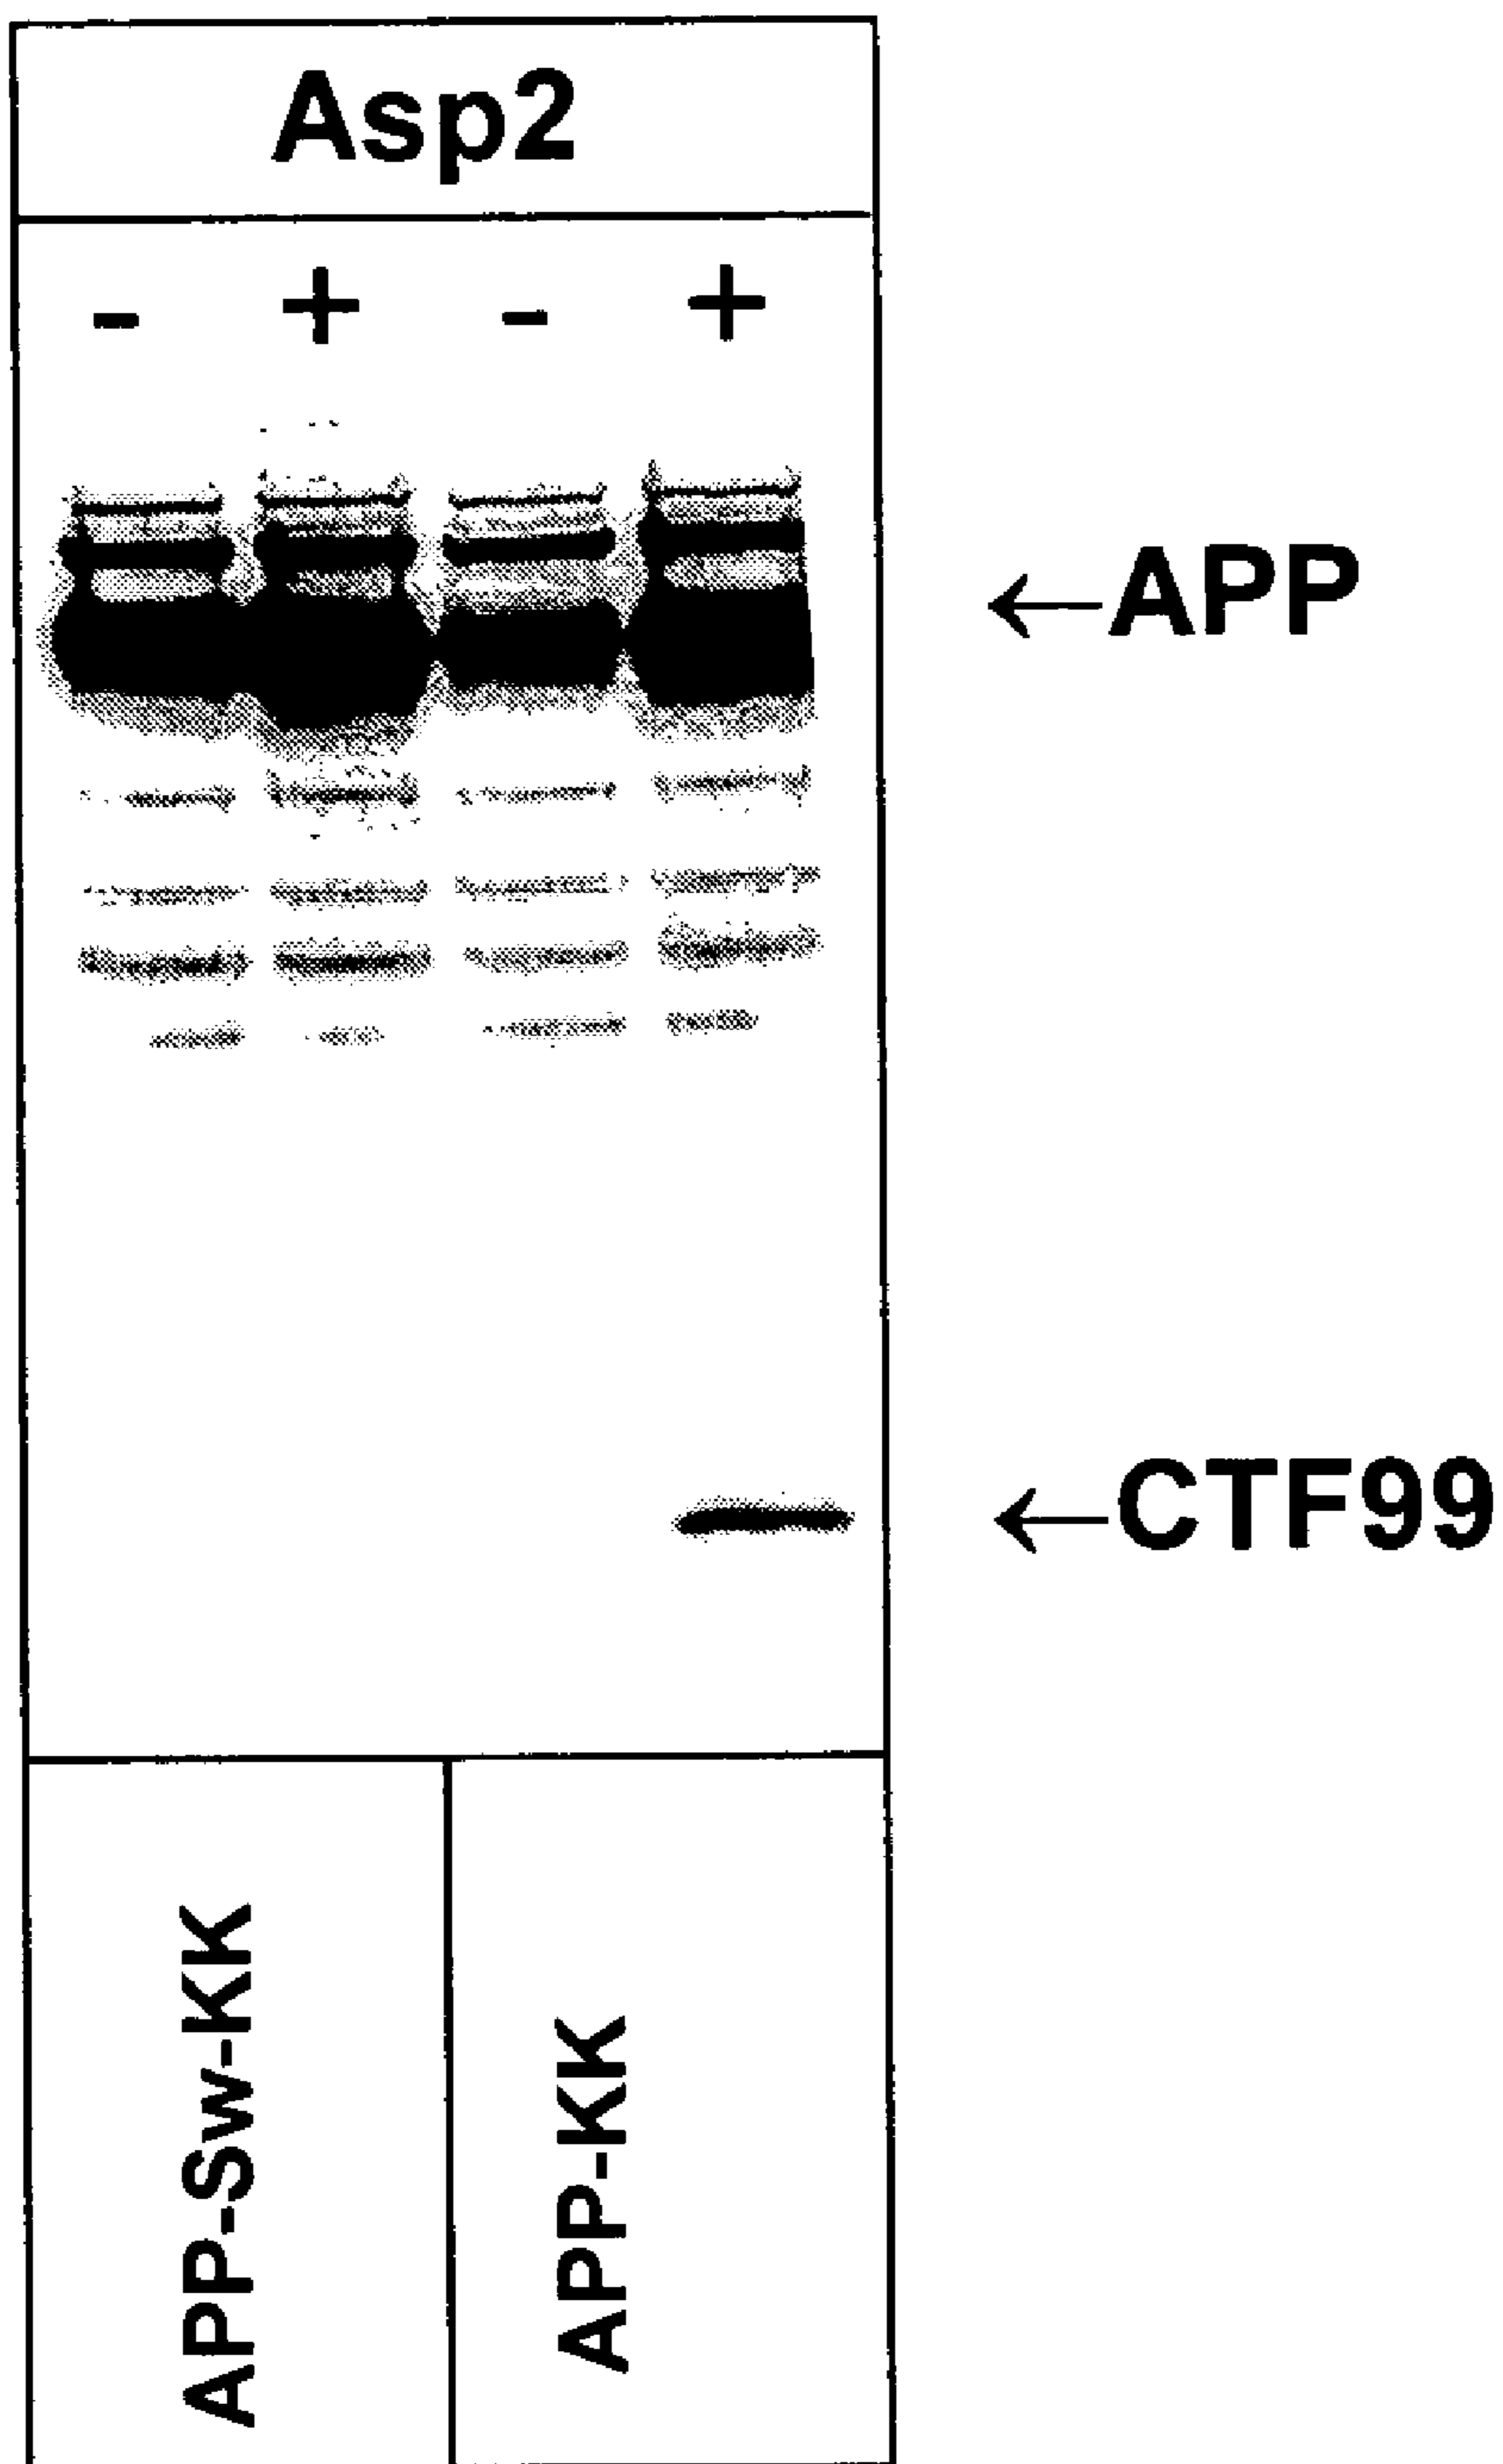 Asp2
- + - +
←APP
←CTF99
APP-Sw-KK
APP-KK